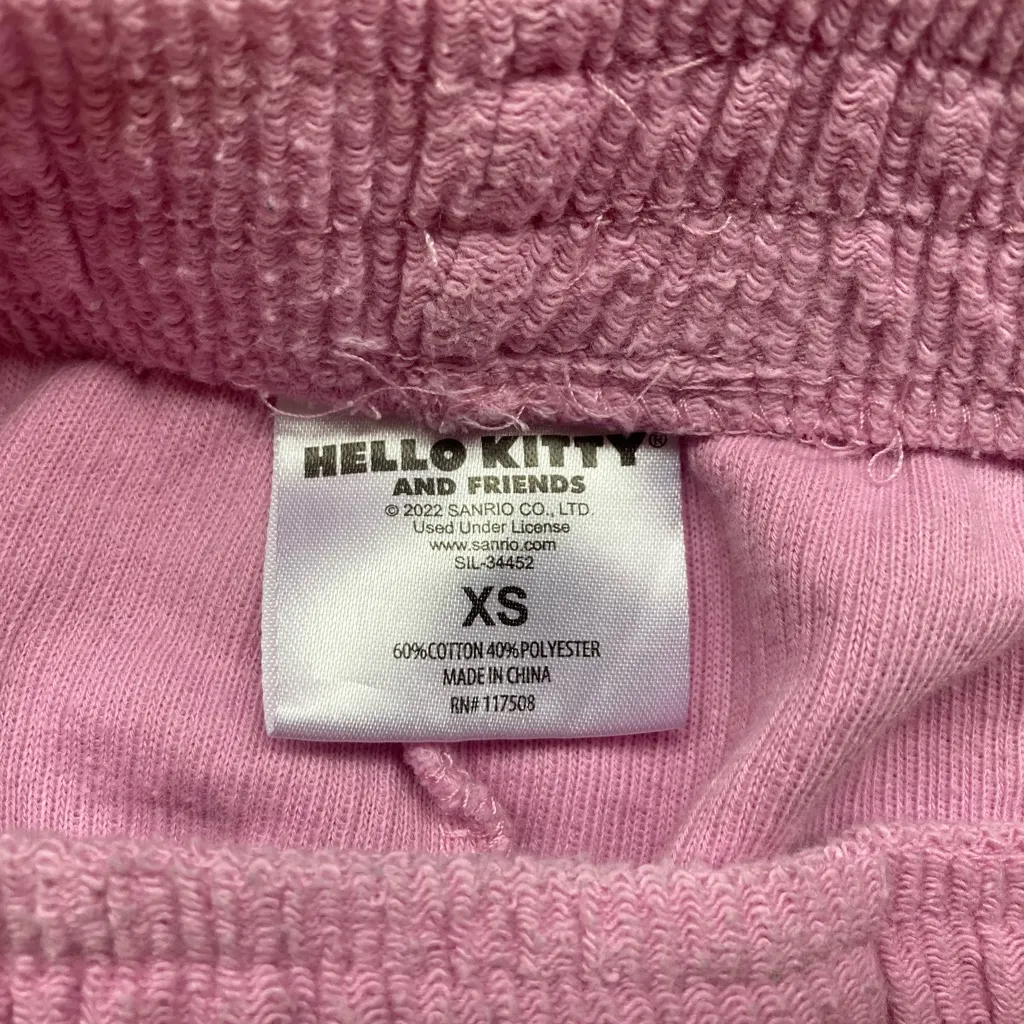 HELLO KITTY®
AND FRIENDS
© 2022 SANRIO CO., LTD
Used Under License
www.sanrio.com
SIL-34452
XS
60%COTTON 40%POLYESTER
MADE IN CHINA
RN# 117508